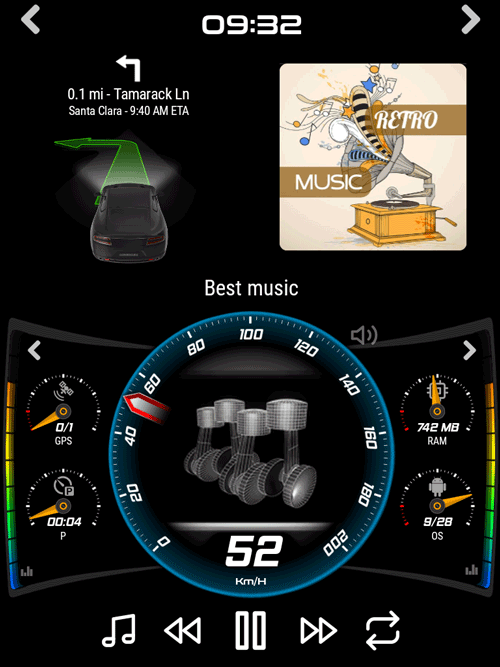 09:32
0.1 mi - Tamarack Ln
Santa Clara - 9:40 AM ETA
RETRO
MUSIC
Best music
0
20
40
60
80
100
120
140
160
180
200
0/1
GPS
P
00:04
P
742 MB
RAM
9/28
OS
52
Km/H